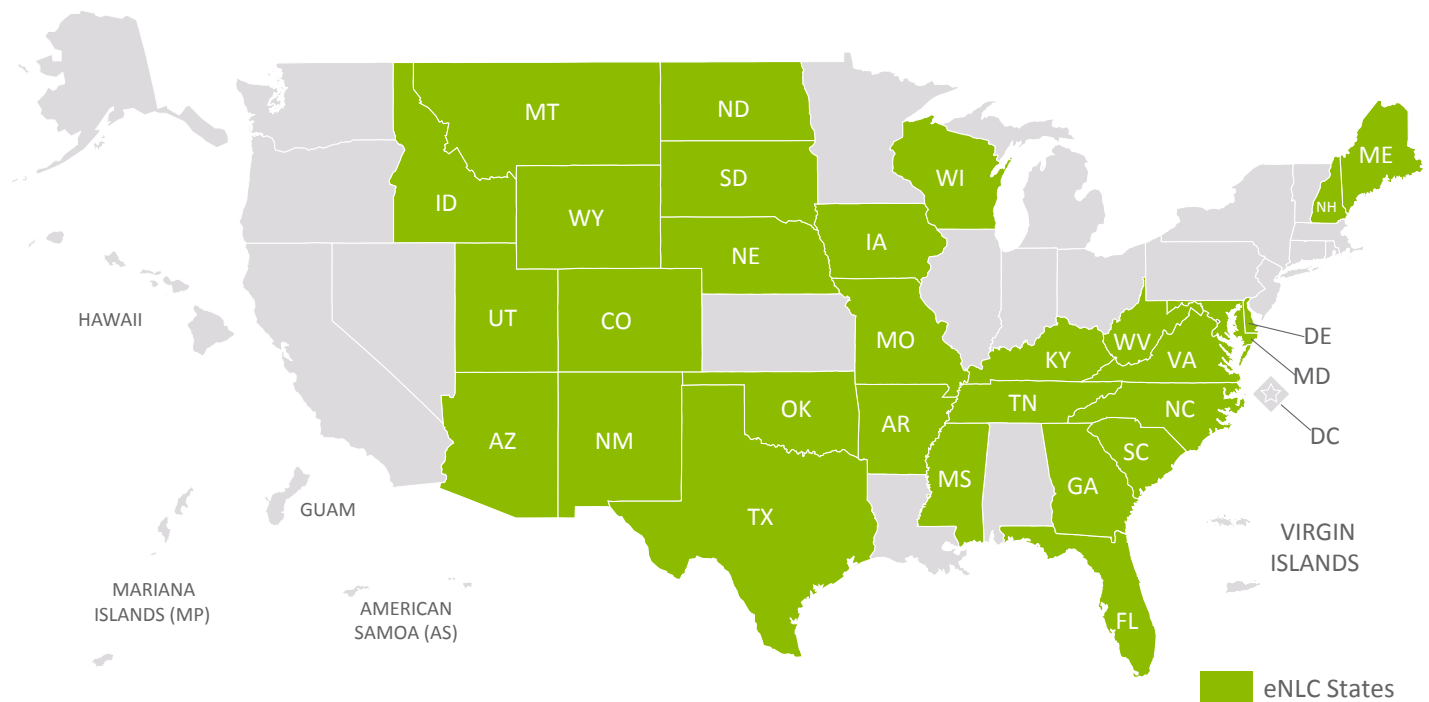 MT
ND
ME
ID
WY
SD
WI
NH
NE
IA
HAWAII
UT
CO
MO
KY
WV
VA
DE
MD
AZ
NM
OK
AR
TN
NC
DC
SC
MS
GA
GUAM
TX
VIRGIN
ISLANDS
MARIANA
ISLANDS (MP)
AMERICAN
SAMOA (AS)
FL
eNLC States